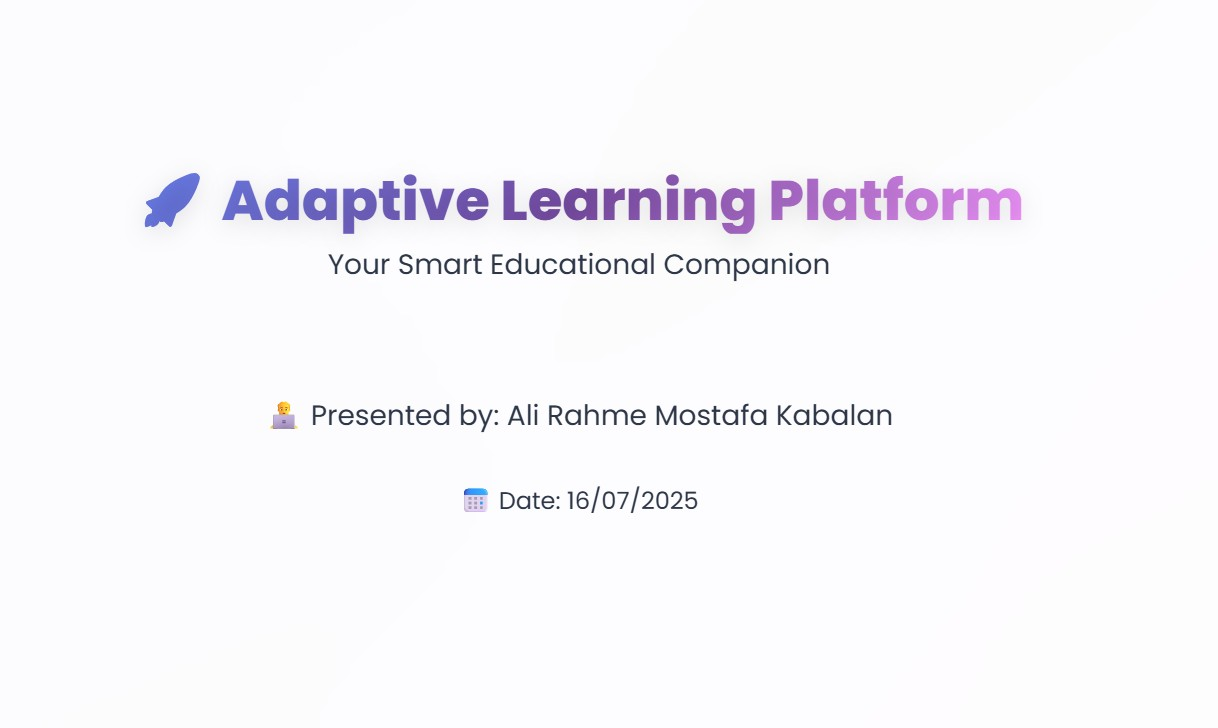 Adaptive Learning Platform
Your Smart Educational Companion
Presented by: Ali Rahme Mostafa Kabalan
Date: 16/07/2025